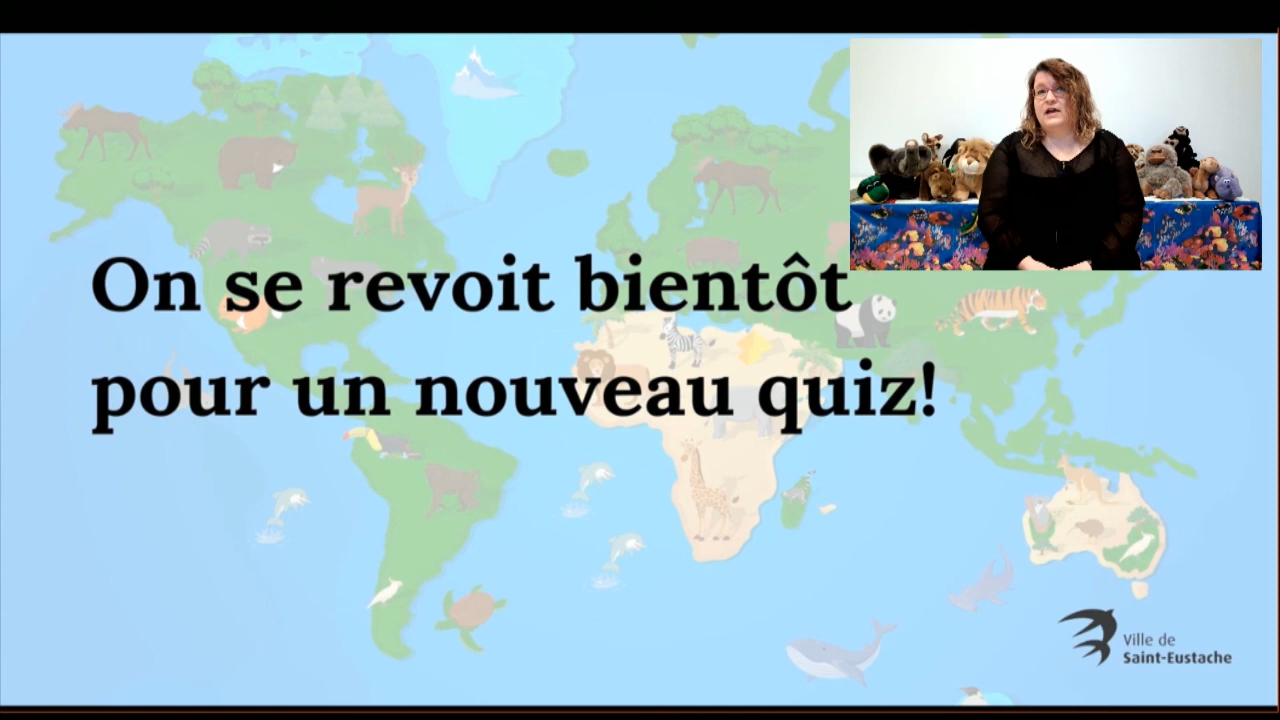 On se revoit bientôt
pour un nouveau quiz!
Ville de
Saint-Eustache